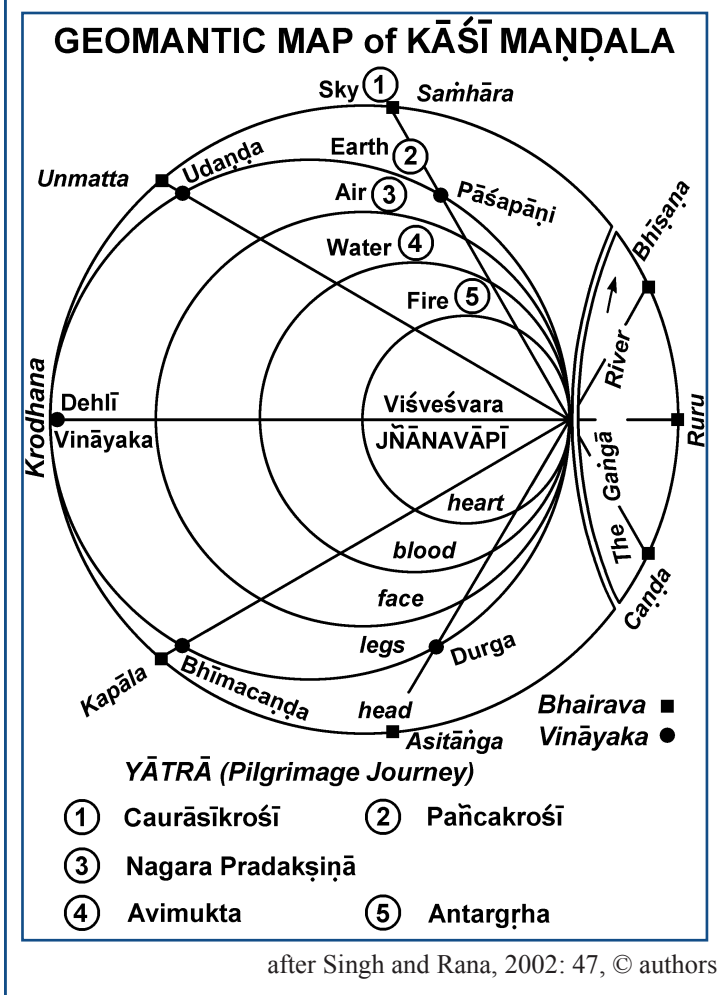 GEOMANTIC MAP of KĀŚĪ MAṆḌALA
Sky 1 Saṁhāra
Earth 2
Unmatta
Udaṇḍa
Pāśapāṇi
Air 3
Water 4
Fire 5
Bhīṣaṇa
River
Krodhana
Dehlī
Vināyaka
Viśveśvara
JÑĀNAVĀPĪ
Ruru
The Gaṅgā
heart
blood
face
legs
head
Caṇḍa
Durga
Kapāla
Bhīmacaṇḍa
Asitāṅga
Bhairava
Vināyaka
YĀTRĀ (Pilgrimage Journey)
1 Caurāsīkrośī 2 Pañcakrośī
3 Nagara Pradakṣiṇā
4 Avimukta 5 Antargṛha
after Singh and Rana, 2002: 47, © authors